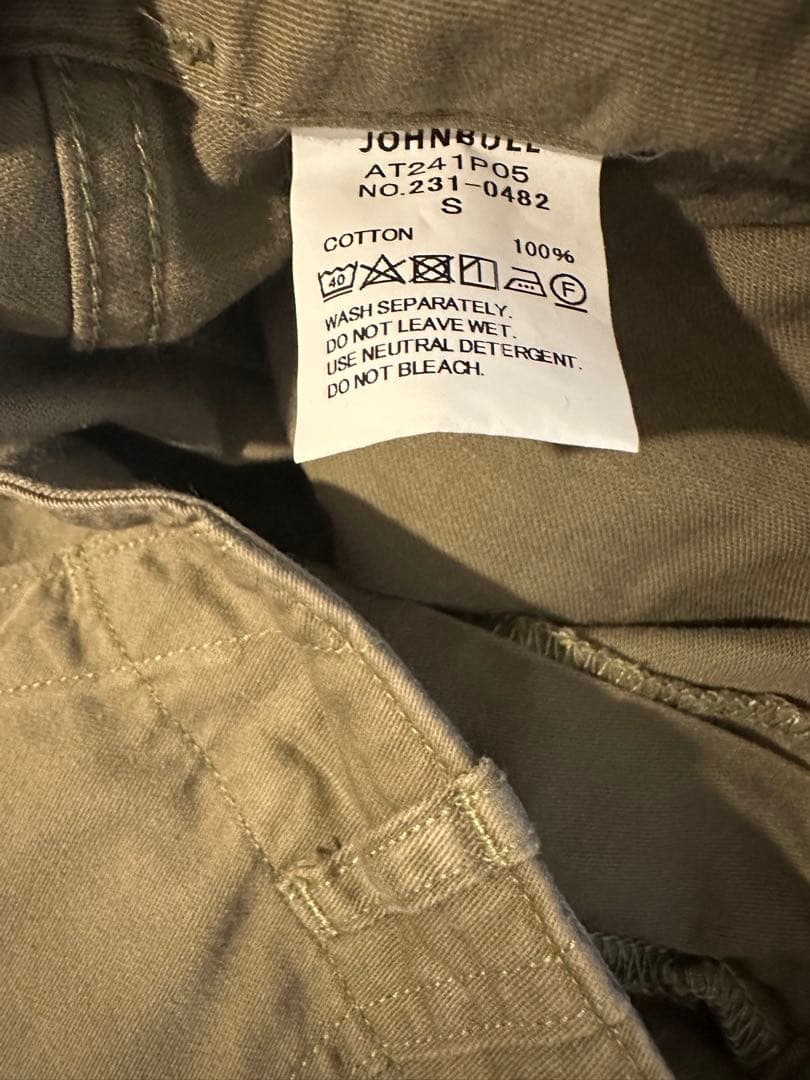 JOHNBULL
AT241P05
NO.231-0482
S
COTTON 100%
40 F
WASH SEPARATELY.
DO NOT LEAVE WET.
USE NEUTRAL DETERGENT.
DO NOT BLEACH.